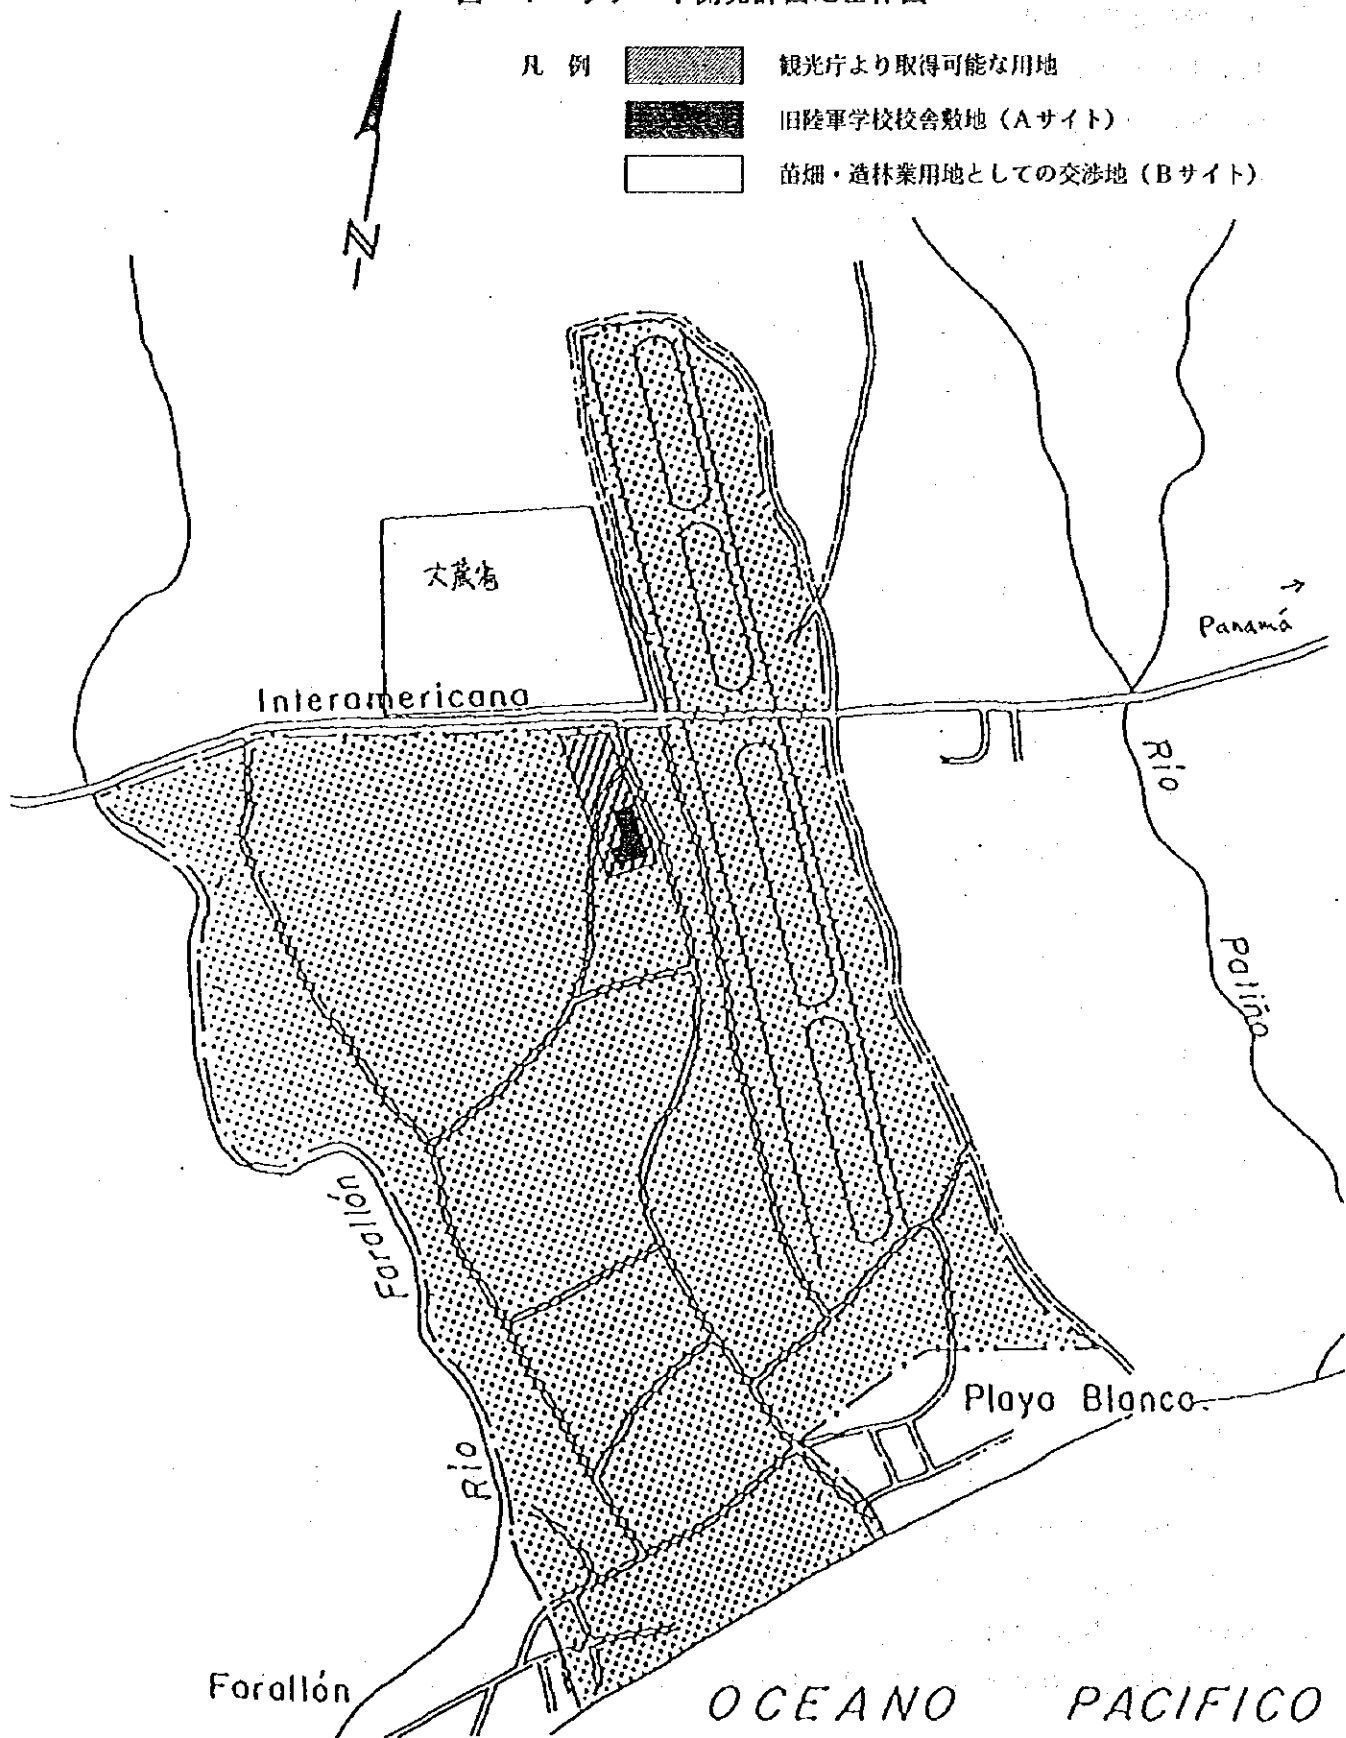 凡 例
観光庁より取得可能な用地
旧陸軍学校校舎敷地（Aサイト）
苗畑・造林業用地としての交渉地（Bサイト）
N
大蔵省
Panamá
Interamericana
Río
Patiña
Farallón
Río
Playa Blanca
Farallón
OCEANO PACIFICO